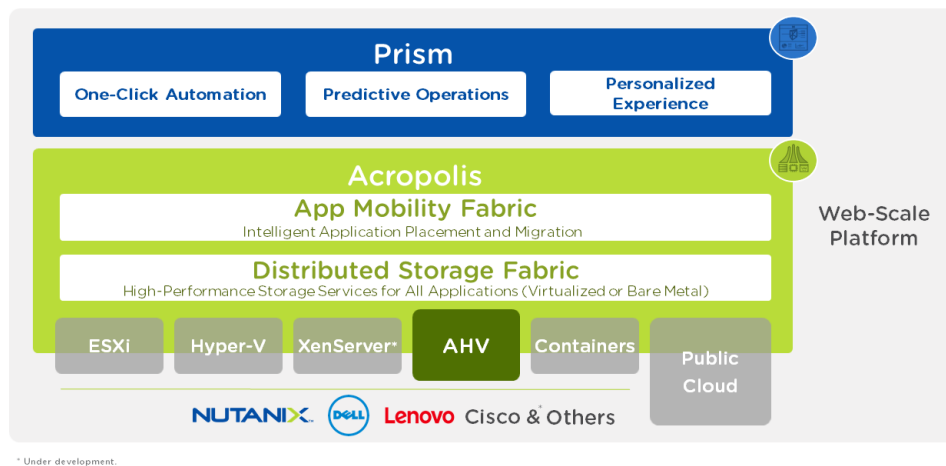 Prism
One-Click Automation
Predictive Operations
Personalized
Experience
Acropolis
App Mobility Fabric
Intelligent Application Placement and Migration
Distributed Storage Fabric
High-Performance Storage Services for All Applications (Virtualized or Bare Metal)
Web-Scale
Platform
ESXi
Hyper-V
XenServer*
AHV
Containers
Public
Cloud
NUTANIX™
DELL
Lenovo
Cisco & Others
* Under development.